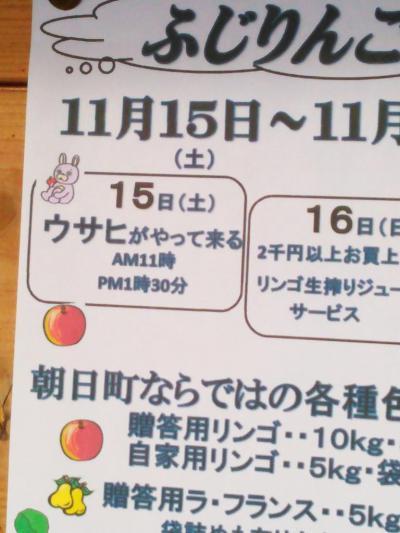 ふじりんご
11月15日～11月
（土）
15日（土）
ウサヒがやって来る
AM11時
PM1時30分
16日（日
2千円以上お買上
リンゴ生搾りジュー
サービス
朝日町ならではの各種
贈答用リンゴ・・10kg・
自家用リンゴ・・5kg・袋
贈答用ラ・フランス・・5kg